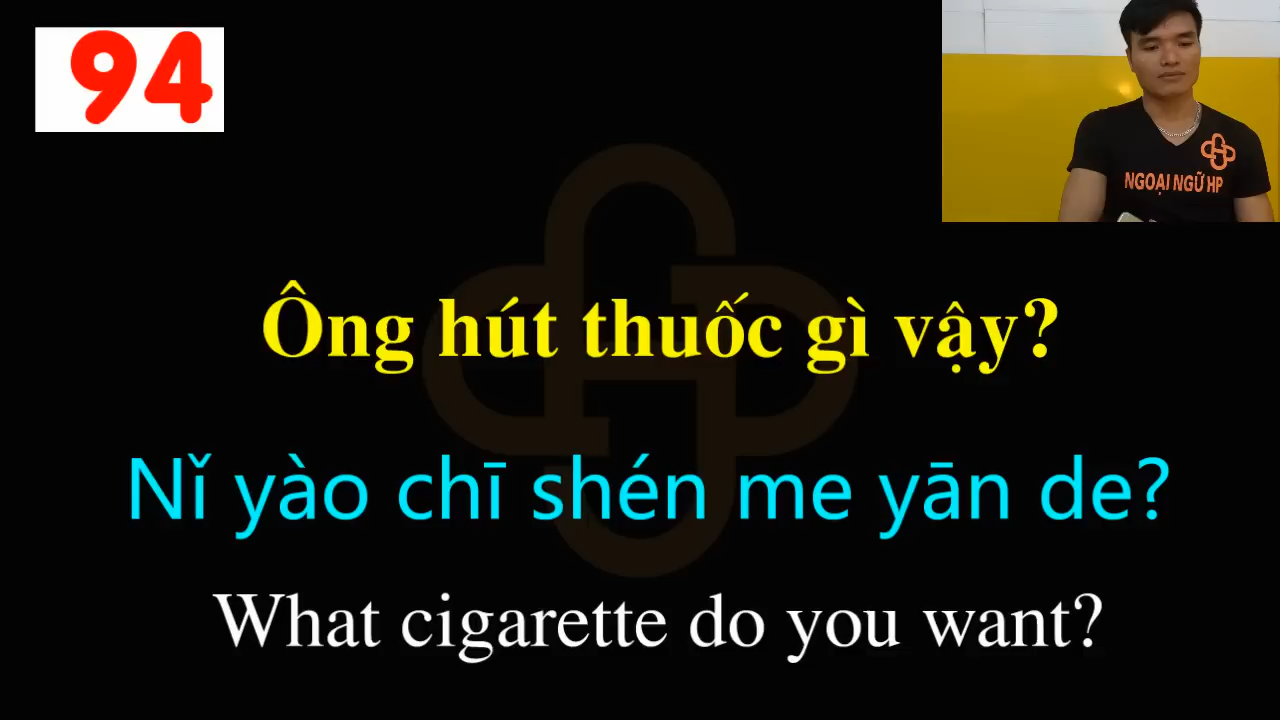 94
NGOẠI NGỮ HP
Ông hút thuốc gì vậy?
Nǐ yào chī shén me yān de?
What cigarette do you want?